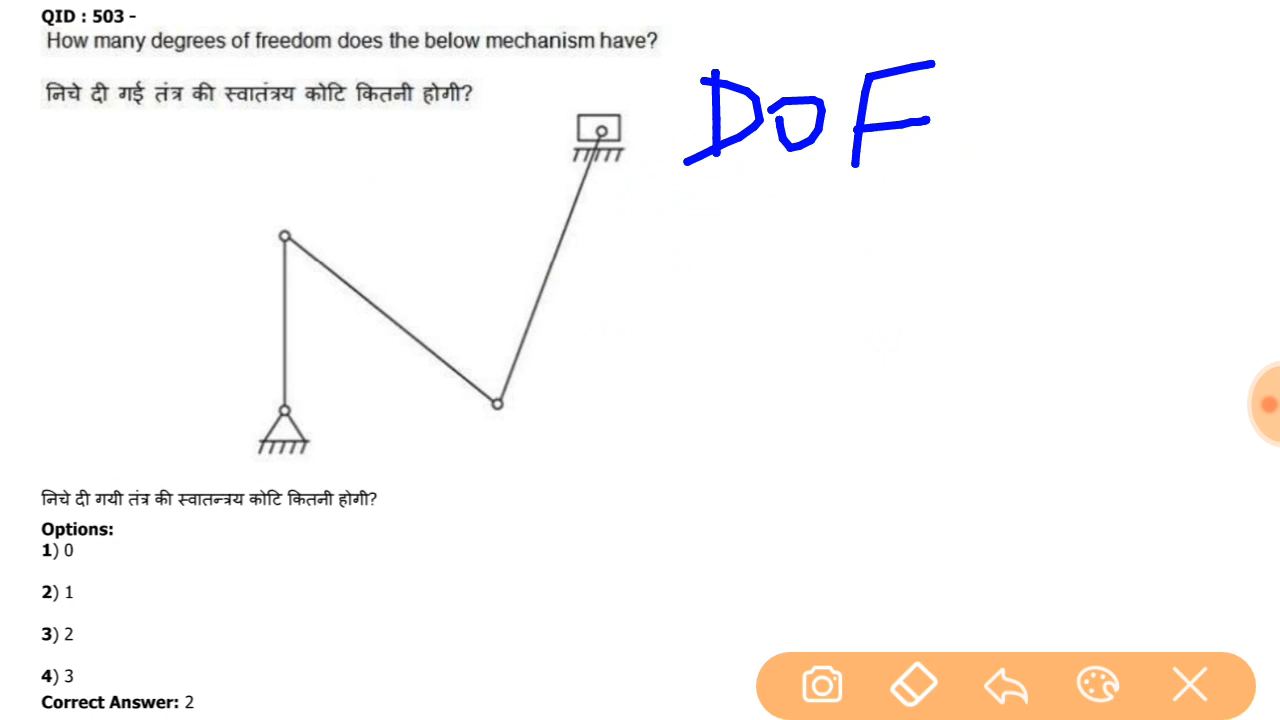 QID : 503 -
How many degrees of freedom does the below mechanism have?
निचे दी गई तंत्र की स्वातंत्रय कोटि कितनी होगी?
DOF
निचे दी गयी तंत्र की स्वातन्त्रय कोटि कितनी होगी?
Options:
1) 0
2) 1
3) 2
4) 3
Correct Answer: 2